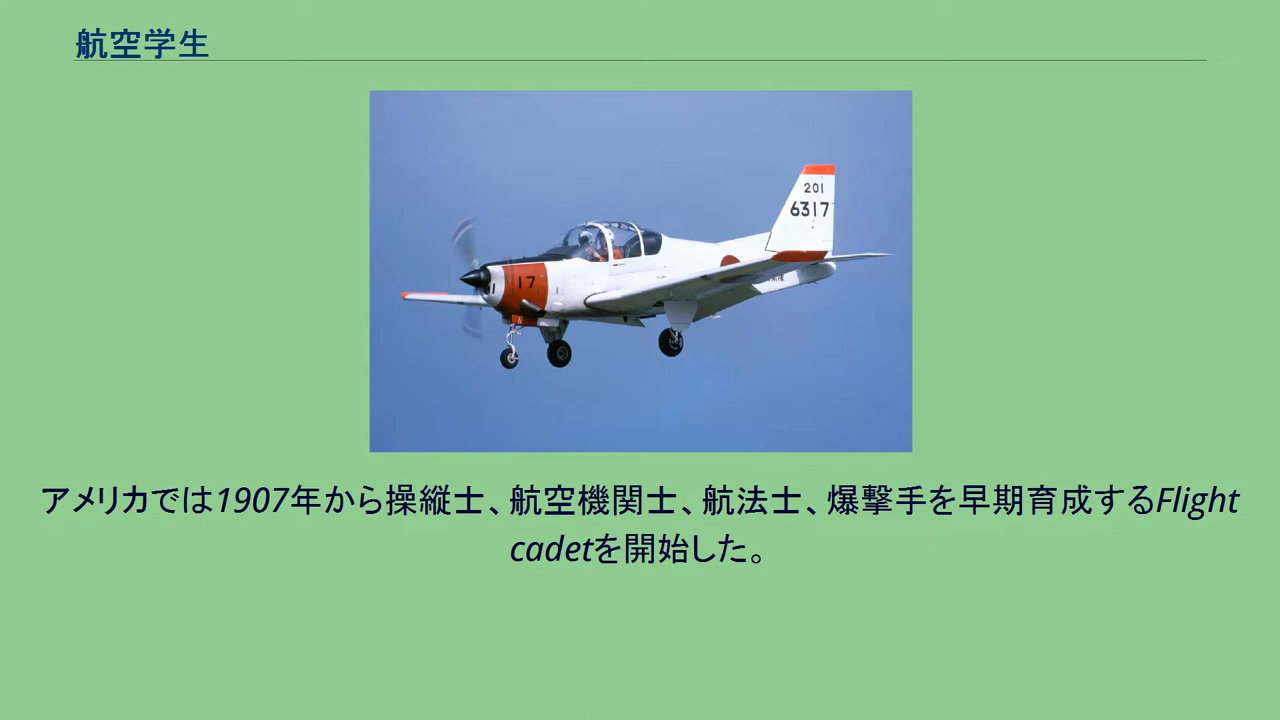 航空学生
201
6317
17
アメリカでは1907年から操縦士、航空機関士、航法士、爆撃手を早期育成するFlight
cadetを開始した。